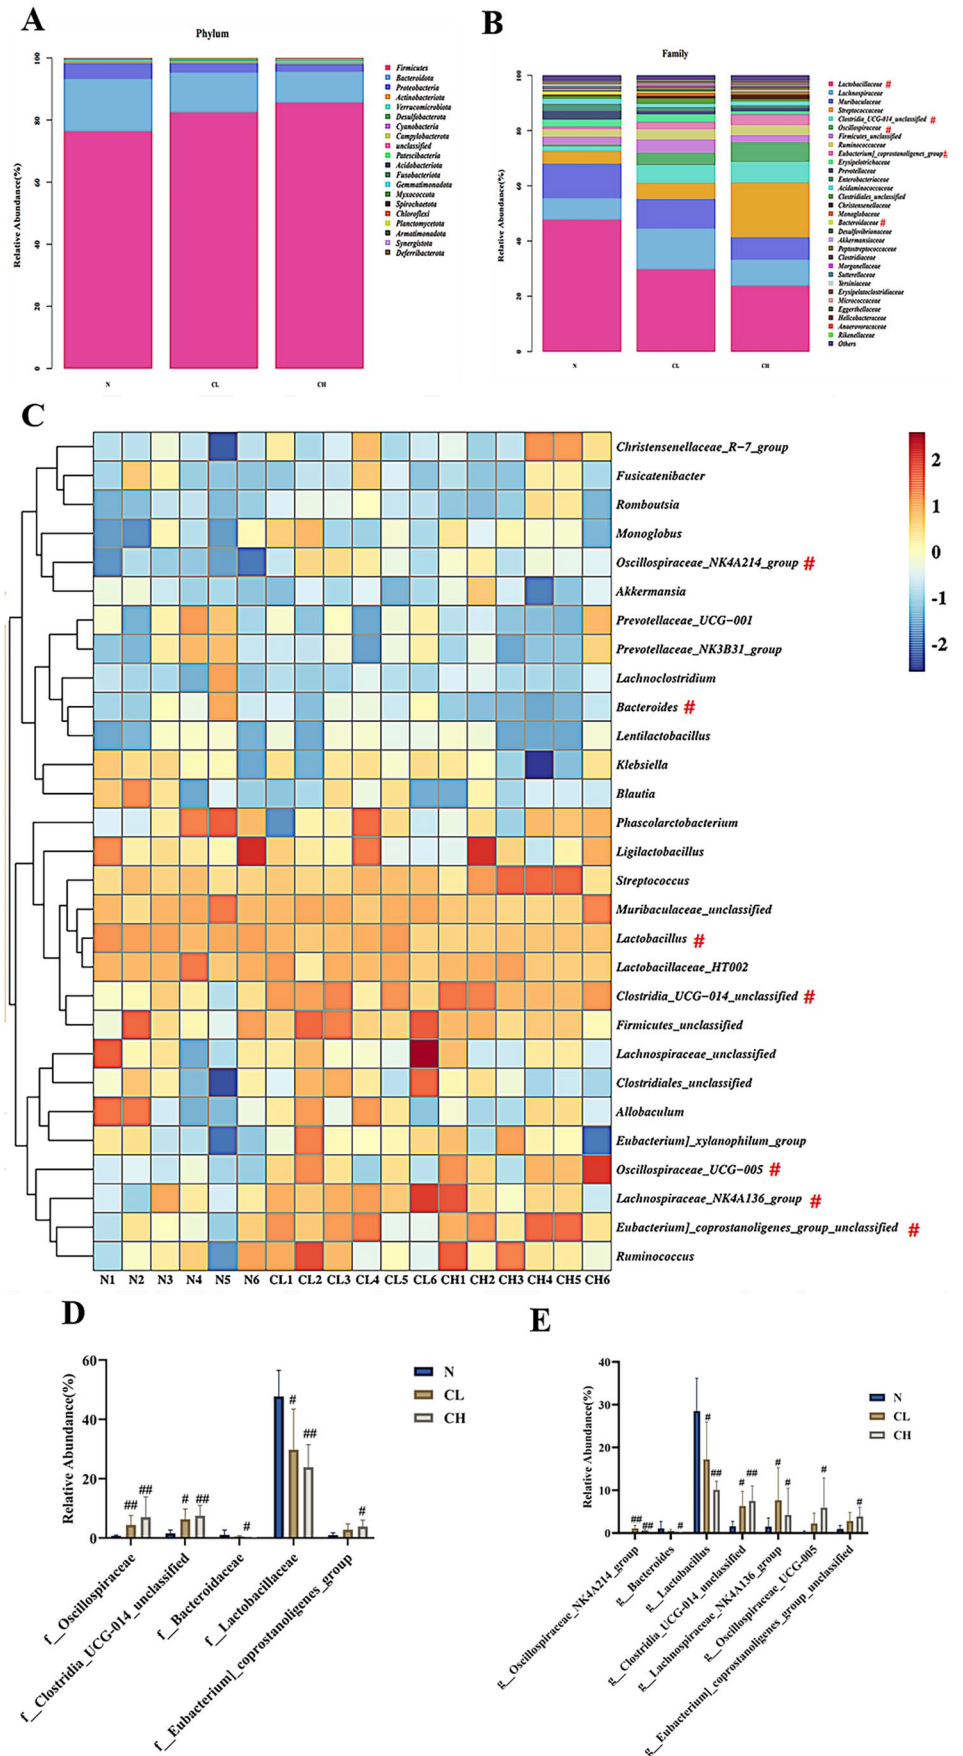 A
Phylum
Relative Abundance(%)
100
80
60
40
20
0
N
CL
CH
Firmicutes
Bacteroidota
Proteobacteria
Actinobacteriota
Verrucomicrobiota
Desulfobacterota
Cyanobacteria
Campylobacterota
unclassified
Patescibacteria
Acidobacteriota
Fusobacteriota
Gemmatimonadota
Myxococcota
Spirochaetota
Chloroflexi
Planctomycetota
Armatimonadota
Synergistota
Deferribacterota
B
Family
Relative Abundance(%)
100
80
60
40
20
0
N
CL
CH
Lactobacillaceae #
Lachnospiraceae
Muribaculaceae
Streptococcaceae
Clostridia_UCG-014_unclassified #
Oscillospiraceae #
Firmicutes_unclassified
Ruminococcaceae
Eubacterium]_coprostanoligenes_group #
Erysipelotrichaceae
Prevotellaceae
Enterobacteriaceae
Acidaminococcaceae
Clostridiales_unclassified
Christensenellaceae
Monoglobaceae
Bacteroidaceae #
Desulfovibrionaceae
Akkermansiaceae
Peptostreptococcaceae
Clostridiaceae
Morganellaceae
Sutterellaceae
Yersiniaceae
Erysipelatoclostridiaceae
Micrococcaceae
Eggerthellaceae
Helicobacteraceae
Anaerovoracaceae
Rikenellaceae
Others
C
Christensenellaceae_R-7_group
Fusicatenibacter
Romboutsia
Monoglobus
Oscillospiraceae_NK4A214_group #
Akkermansia
Prevotellaceae_UCG-001
Prevotellaceae_NK3B31_group
Lachnoclostridium
Bacteroides #
Lentilactobacillus
Klebsiella
Blautia
Phascolarctobacterium
Ligilactobacillus
Streptococcus
Muribaculaceae_unclassified
Lactobacillus #
Lactobacillaceae_HT002
Clostridia_UCG-014_unclassified #
Firmicutes_unclassified
Lachnospiraceae_unclassified
Clostridiales_unclassified
Allobaculum
Eubacterium]_xylanophilum_group
Oscillospiraceae_UCG-005 #
Lachnospiraceae_NK4A136_group #
Eubacterium]_coprostanoligenes_group_unclassified #
Ruminococcus
N1 N2 N3 N4 N5 N6 CL1 CL2 CL3 CL4 CL5 CL6 CH1 CH2 CH3 CH4 CH5 CH6
2
1
0
-1
-2
D
Relative Abundance(%)
60
40
20
0
## ##
# ##
#
# ##
#
N
CL
CH
f__Oscillospiraceae
f__Clostridia_UCG-014_unclassified
f__Bacteroidaceae
f__Lactobacillaceae
f__Eubacterium]_coprostanoligenes_group
E
Relative Abundance(%)
40
30
20
10
0
## ##
#
# ##
# ##
# #
#
#
N
CL
CH
g__Oscillospiraceae_NK4A214_group
g__Bacteroides
g__Lactobacillus
g__Clostridia_UCG-014_unclassified
g__Lachnospiraceae_NK4A136_group
g__Oscillospiraceae_UCG-005
g__Eubacterium]_coprostanoligenes_group_unclassified